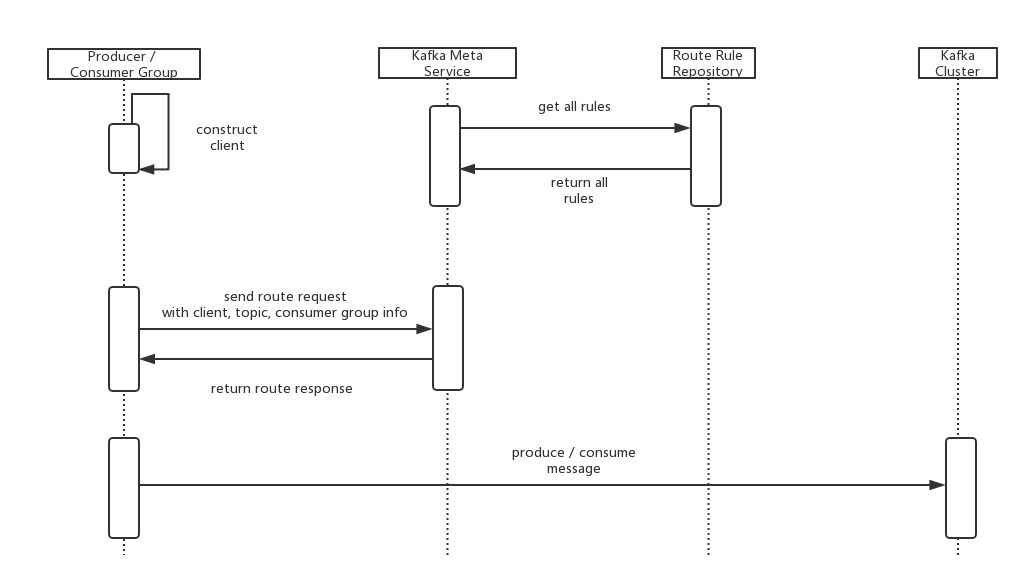 Producer /
Consumer Group
Kafka Meta
Service
Route Rule
Repository
Kafka
Cluster
construct
client
get all rules
return all
rules
send route request
with client, topic, consumer group info
return route response
produce / consume
message